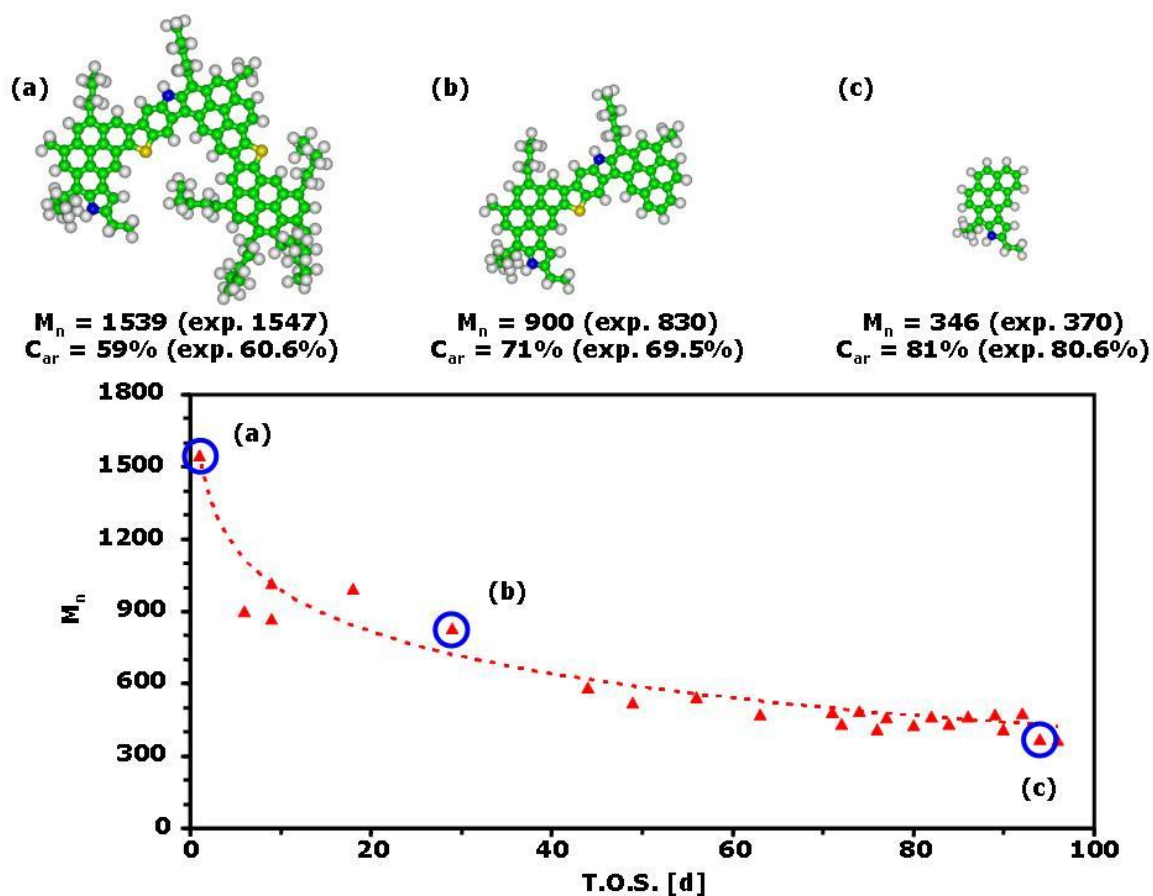 (a) (b) (c)
Mn = 1539 (exp. 1547) Mn = 900 (exp. 830) Mn = 346 (exp. 370)
Car = 59% (exp. 60.6%) Car = 71% (exp. 69.5%) Car = 81% (exp. 80.6%)
1800
(a)
1500
1200
(b)
900
Mn
600
300
(c)
0
0 20 40 60 80 100
T.O.S. [d]